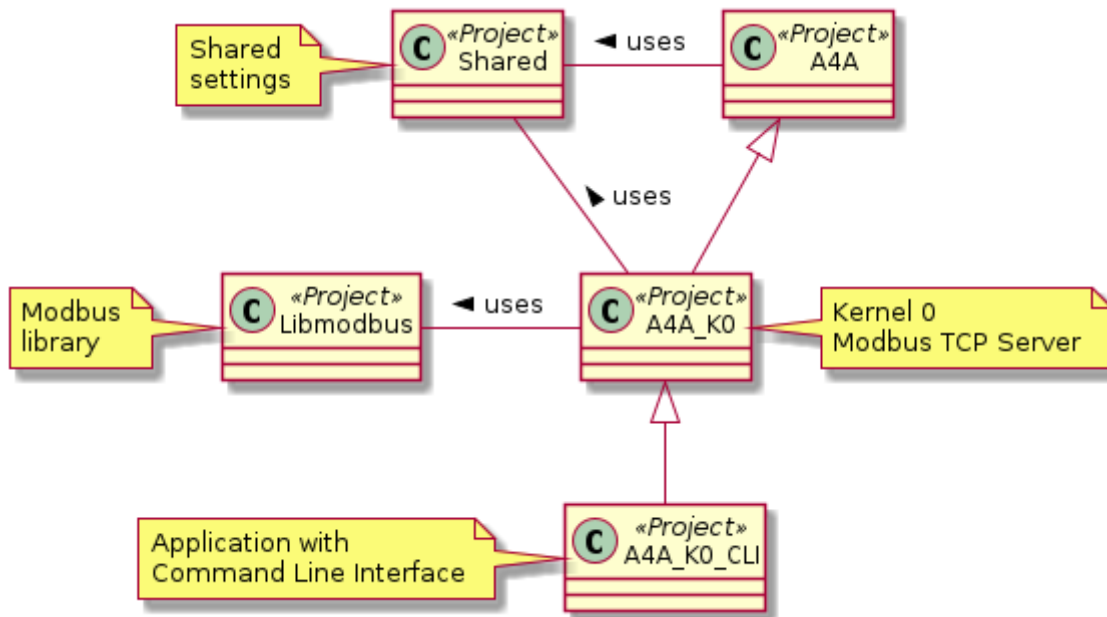 Shared
settings
C
«Project»
Shared
◄ uses
C
«Project»
A4A
◄ uses
Modbus
library
C
«Project»
Libmodbus
◄ uses
C
«Project»
A4A_K0
Kernel 0
Modbus TCP Server
Application with
Command Line Interface
C
«Project»
A4A_K0_CLI